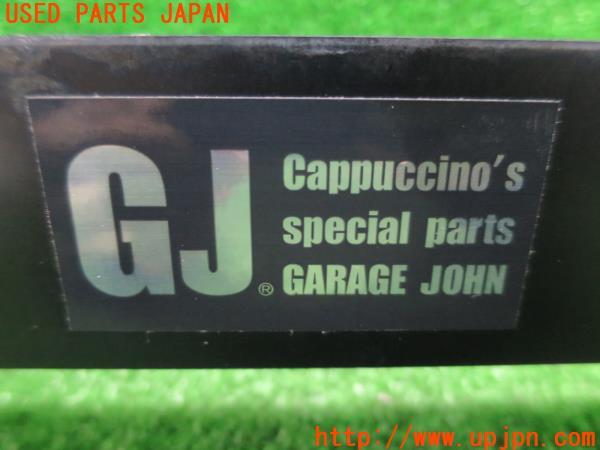 USED PARTS JAPAN
GJ®
Cappuccino's
special parts
GARAGE JOHN
http://www.upjpn.com/